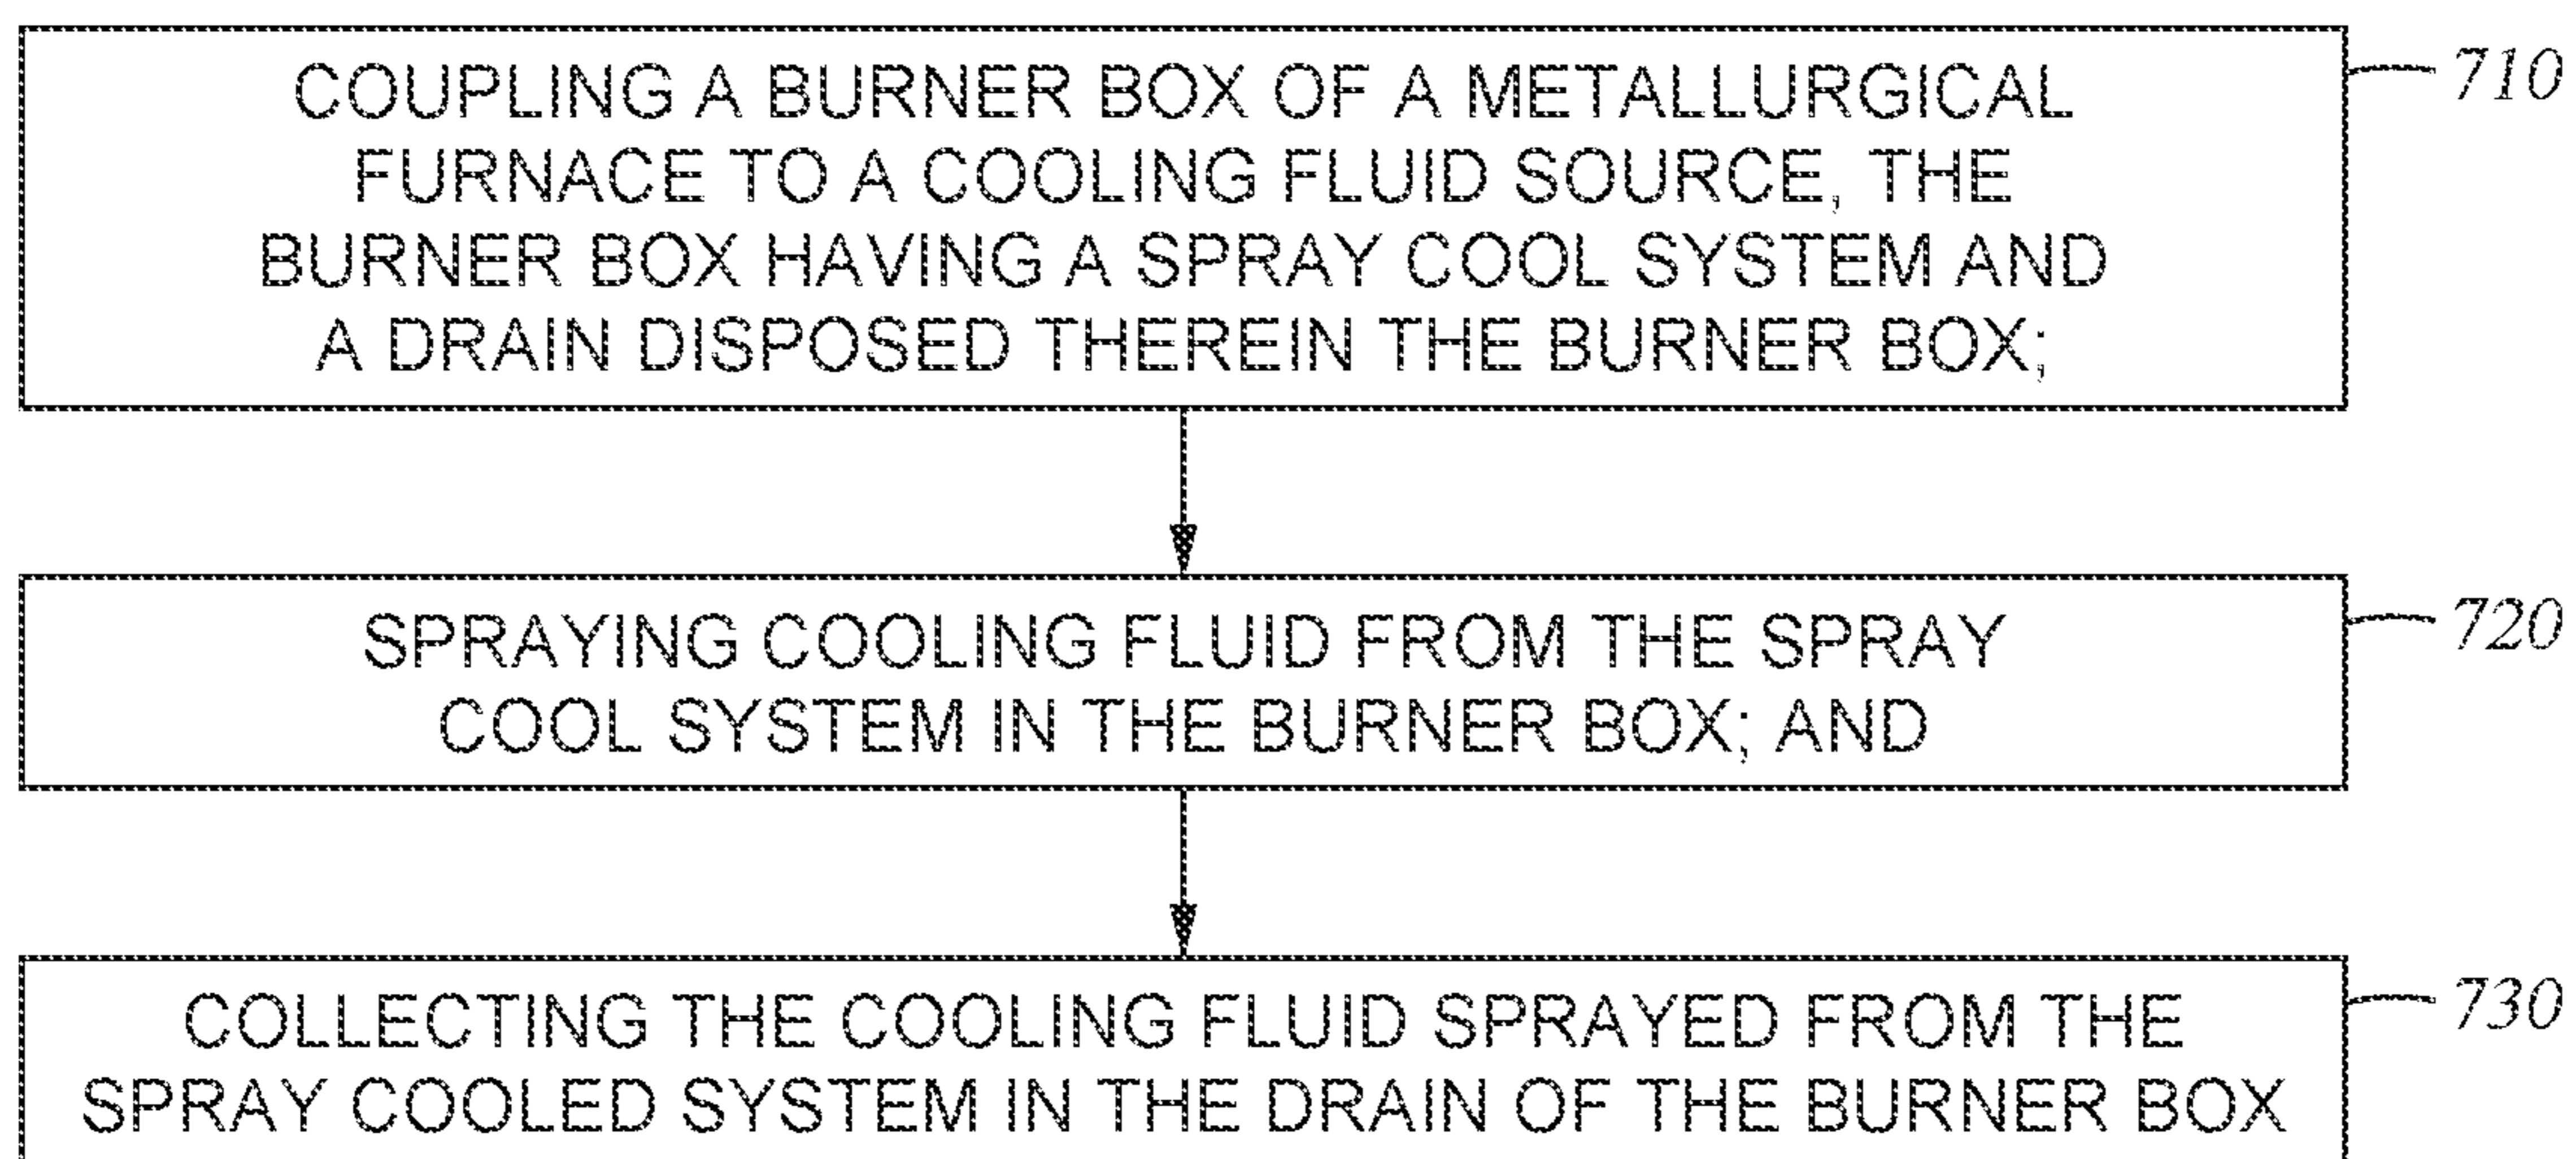 COUPLING A BURNER BOX OF A METALLURGICAL
FURNACE TO A COOLING FLUID SOURCE, THE
BURNER BOX HAVING A SPRAY COOL SYSTEM AND
A DRAIN DISPOSED THEREIN THE BURNER BOX;
710
SPRAYING COOLING FLUID FROM THE SPRAY
COOL SYSTEM IN THE BURNER BOX; AND
720
COLLECTING THE COOLING FLUID SPRAYED FROM THE
SPRAY COOLED SYSTEM IN THE DRAIN OF THE BURNER BOX
730